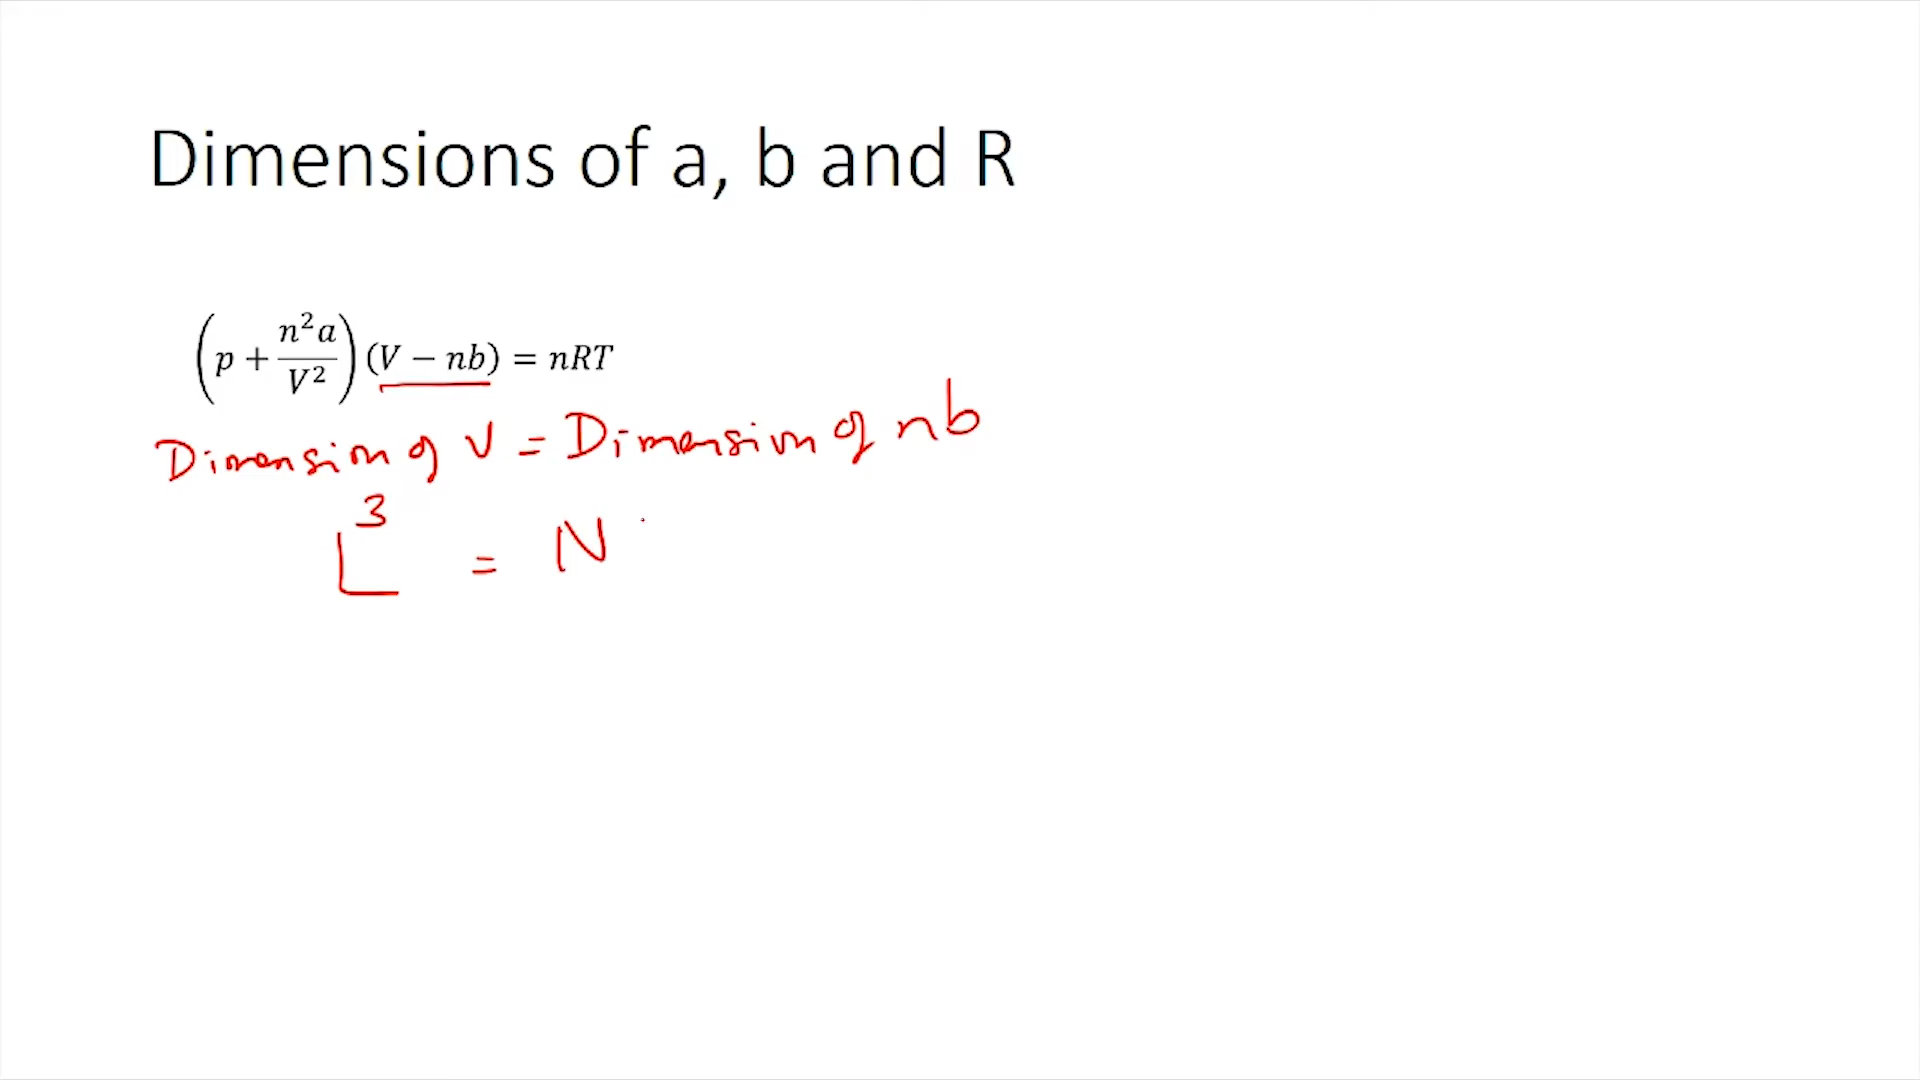 Dimensions of a, b and R
(p + n²a/V²) (V − nb) = nRT
Dimension of V = Dimension of nb
L³ = N